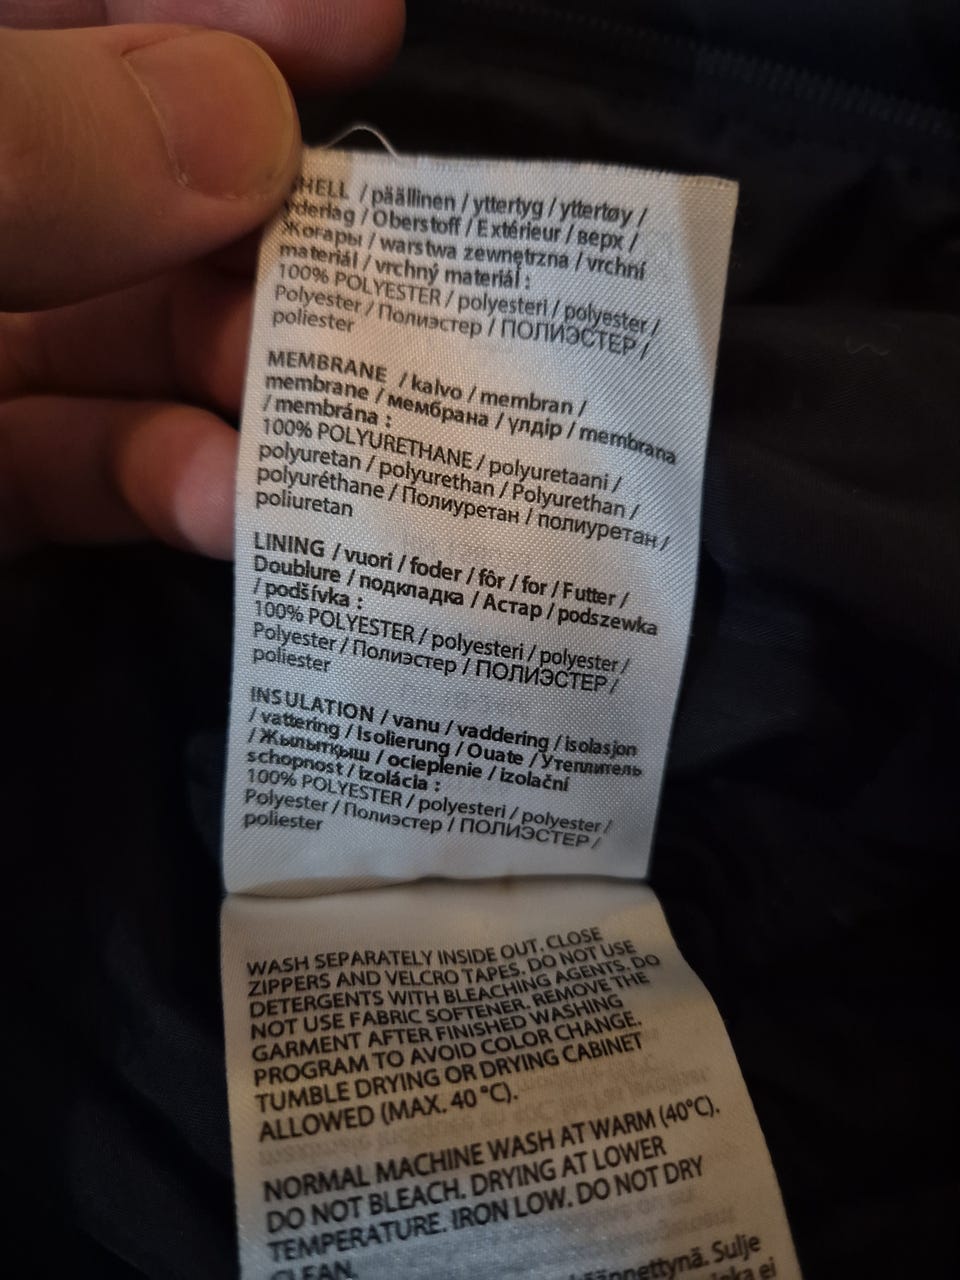 SHELL / päällinen / yttertyg / yttertøy /
yderlag / Oberstoff / Extérieur / верх /
Жоғары / warstwa zewnętrzna / vrchní
materiál / vrchný materiál :
100% POLYESTER / polyesteri / polyester /
Polyester / Полиэстер / ПОЛИЭСТЕР /
poliester
MEMBRANE / kalvo / membran /
membrane / мембрана / үлдір / membrana
/ membrána :
100% POLYURETHANE / polyuretaani /
polyuretan / polyurethan / Polyurethan /
polyuréthane / Полиуретан / полиуретан /
poliuretan
LINING / vuori / foder / fôr / for / Futter /
Doublure / подкладка / Астар / podszewka
/ podšívka :
100% POLYESTER / polyesteri / polyester /
Polyester / Полиэстер / ПОЛИЭСТЕР /
poliester
INSULATION / vanu / vaddering / isolasjon
/ vattering / Isolierung / Ouate / Утеплитель
/ Жылытқыш / ocieplenie / izolační
schopnost / izolácia :
100% POLYESTER / polyesteri / polyester /
Polyester / Полиэстер / ПОЛИЭСТЕР /
poliester
WASH SEPARATELY INSIDE OUT. CLOSE
ZIPPERS AND VELCRO TAPES. DO NOT USE
DETERGENTS WITH BLEACHING AGENTS. DO
NOT USE FABRIC SOFTENER. REMOVE THE
GARMENT AFTER FINISHED WASHING
PROGRAM TO AVOID COLOR CHANGE.
TUMBLE DRYING OR DRYING CABINET
ALLOWED (MAX. 40 °C).
NORMAL MACHINE WASH AT WARM (40°C).
DO NOT BLEACH. DRYING AT LOWER
TEMPERATURE. IRON LOW. DO NOT DRY
CLEAN.
Sulje
ei